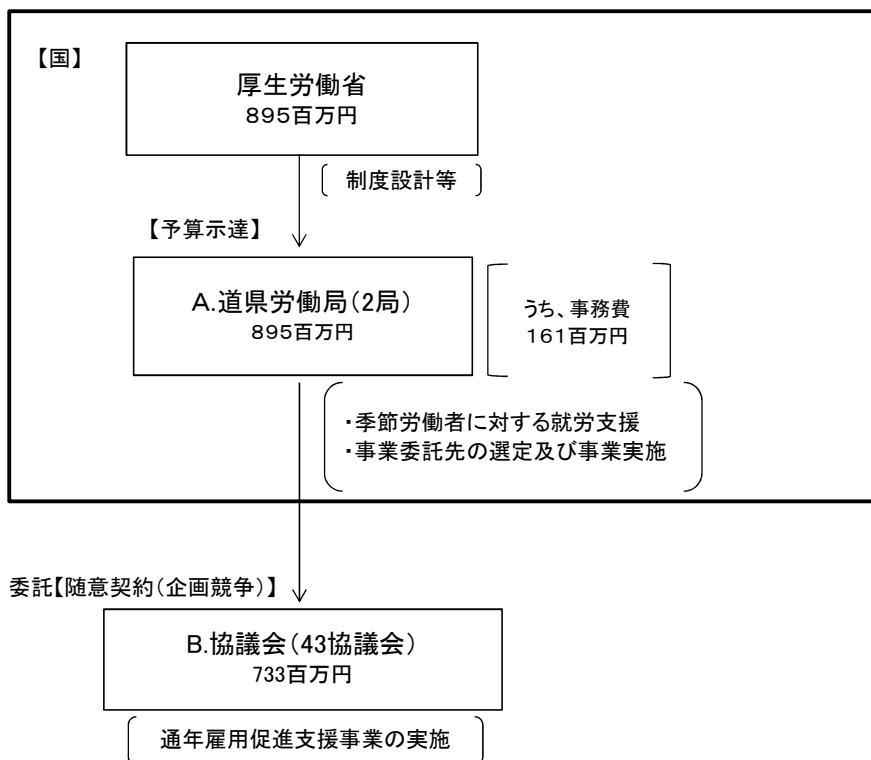 【国】
厚生労働省
895百万円
制度設計等
【予算示達】
A.道県労働局(2局)
895百万円
うち、事務費
161百万円
・季節労働者に対する就労支援
・事業委託先の選定及び事業実施
委託【随意契約(企画競争)】
B.協議会(43協議会)
733百万円
通年雇用促進支援事業の実施